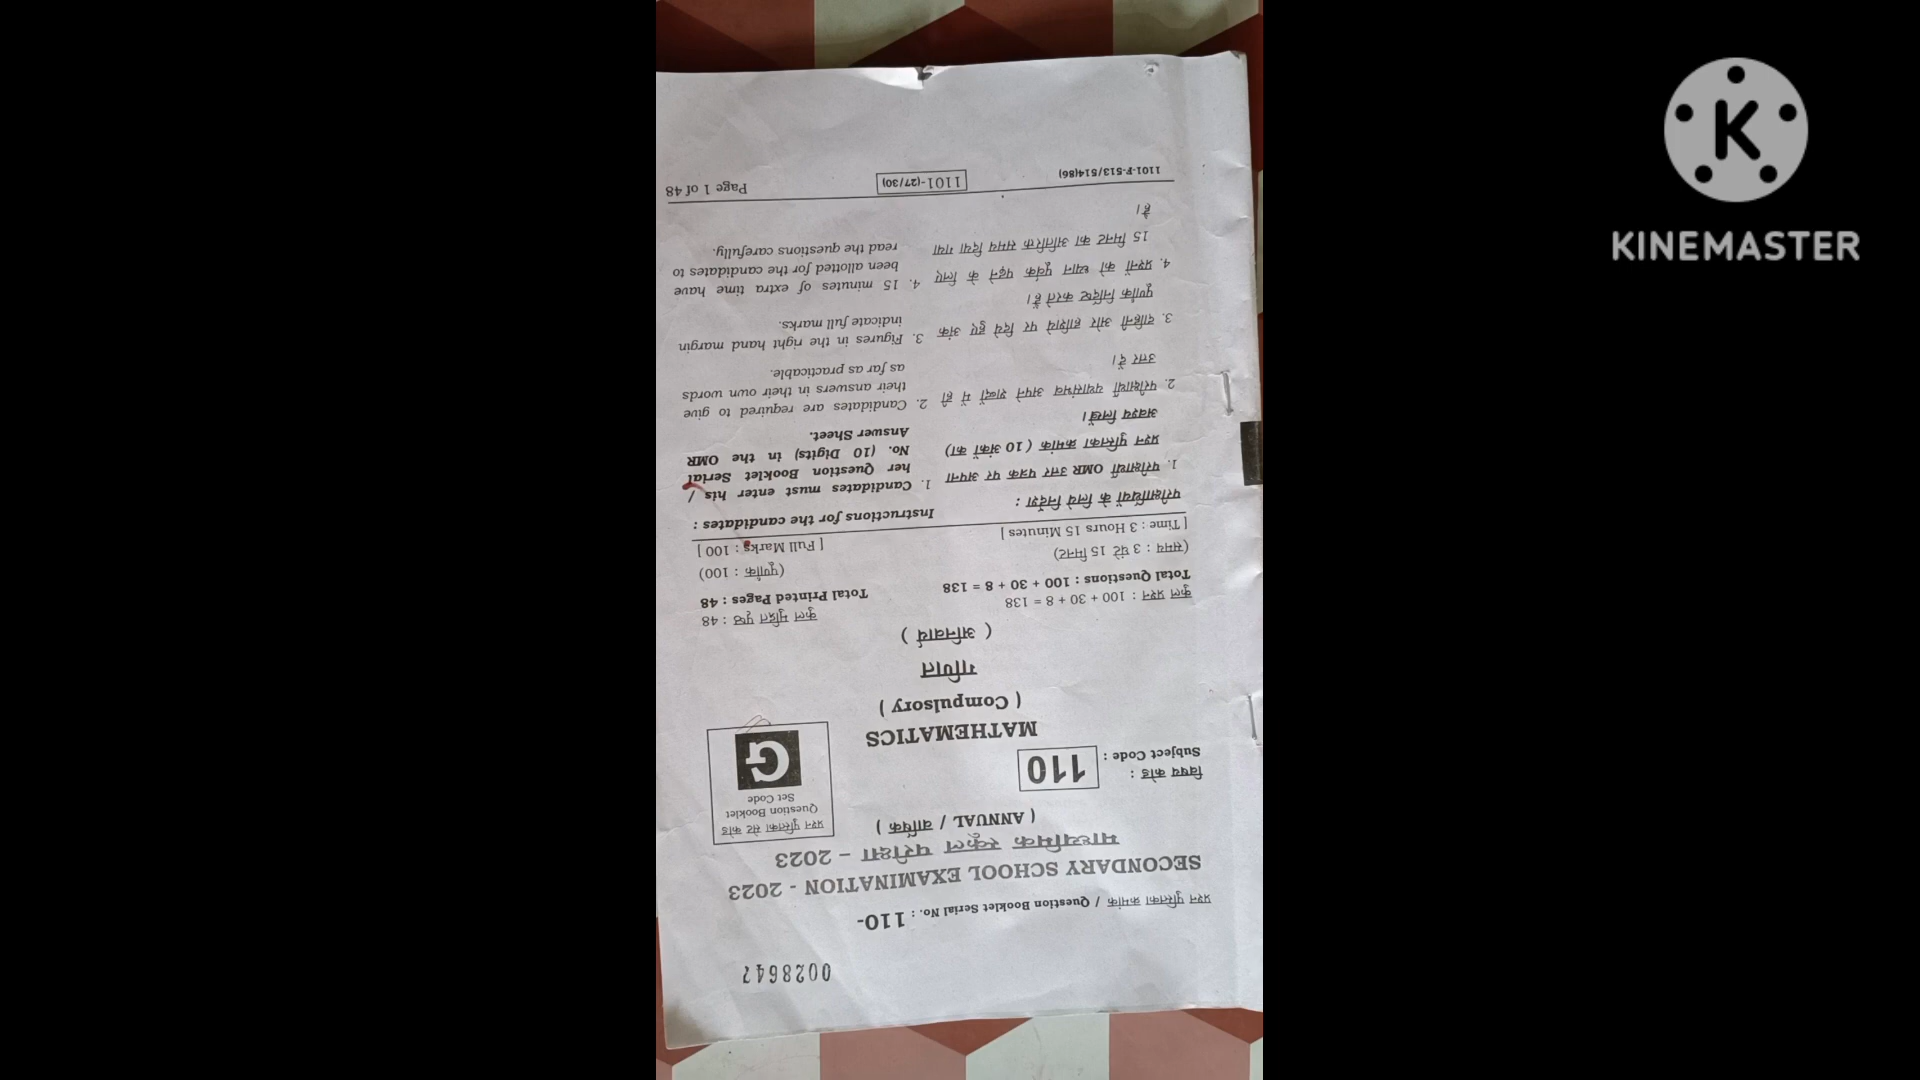 0028647
प्रश्न पुस्तिका क्रमांक / Question Booklet Serial No. : 110-
SECONDARY SCHOOL EXAMINATION - 2023
माध्यमिक स्कूल परीक्षा – 2023
( ANNUAL / वार्षिक )
प्रश्न पुस्तिका सेट कोड
Question Booklet
Set Code
G
विषय कोड :
Subject Code :
110
MATHEMATICS
( Compulsory )
गणित
( अनिवार्य )
कुल प्रश्न : 100 + 30 + 8 = 138
Total Questions : 100 + 30 + 8 = 138
(समय : 3 घंटे 15 मिनट)
[ Time : 3 Hours 15 Minutes ]
कुल मुद्रित पृष्ठ : 48
Total Printed Pages : 48
(पूर्णांक : 100)
[ Full Marks : 100 ]
परीक्षार्थियों के लिये निर्देश :
1. परीक्षार्थी OMR उत्तर पत्रक पर अपना
प्रश्न पुस्तिका क्रमांक ( 10 अंकों का)
अवश्य लिखें।
2. परीक्षार्थी यथासंभव अपने शब्दों में ही
उत्तर दें।
3. दाहिनी ओर हाशिये पर दिये हुए अंक
पूर्णांक निर्दिष्ट करते हैं।
4. प्रश्नों को ध्यान पूर्वक पढ़ने के लिए
15 मिनट का अतिरिक्त समय दिया गया
है।
Instructions for the candidates :
1. Candidates must enter his /
her Question Booklet Serial
No. (10 Digits) in the OMR
Answer Sheet.
2. Candidates are required to give
their answers in their own words
as far as practicable.
3. Figures in the right hand margin
indicate full marks.
4. 15 minutes of extra time have
been allotted for the candidates to
read the questions carefully.
1101-F-513/514(86)
1101-(27/30)
Page 1 of 48
K
KINEMASTER